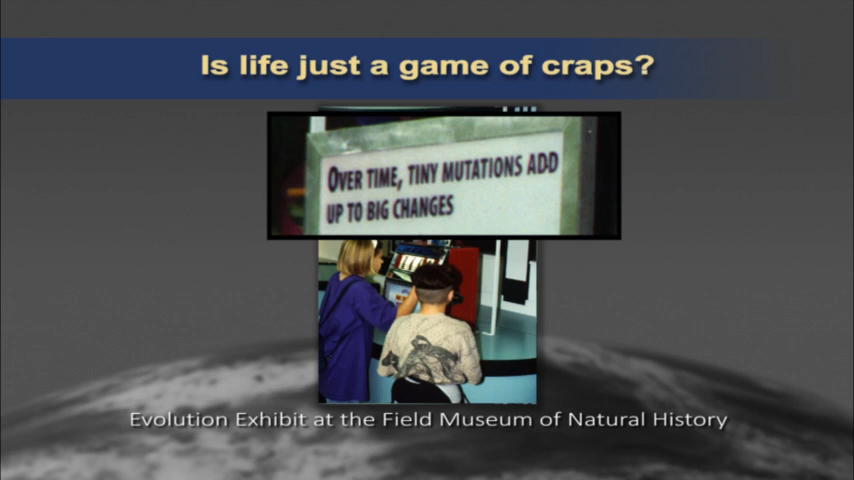 Is life just a game of craps?
OVER TIME, TINY MUTATIONS ADD
UP TO BIG CHANGES
Evolution Exhibit at the Field Museum of Natural History